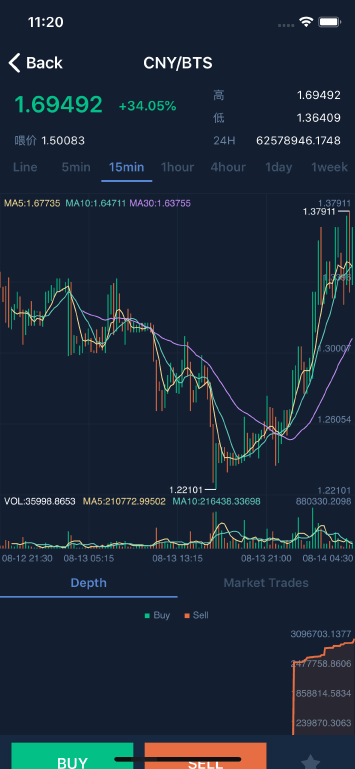 11:20
Back
CNY/BTS
1.69492 +34.05%
高 1.69492
低 1.36409
喂价 1.50083
24H 62578946.1748
Line 5min 15min 1hour 4hour 1day 1week
MA5:1.67735 MA10:1.64711 MA30:1.63755
1.37911
1.37911
1.30007
1.26054
1.22101
1.22101
VOL:35998.8653 MA5:210772.99502 MA10:216438.33698
880330.2098
08-12 21:30 08-13 05:15 08-13 13:15 08-13 21:00 08-14 04:30
Depth Market Trades
Buy Sell
3096703.1377
2477758.8606
1858814.5834
1239870.3063
BUY SELL